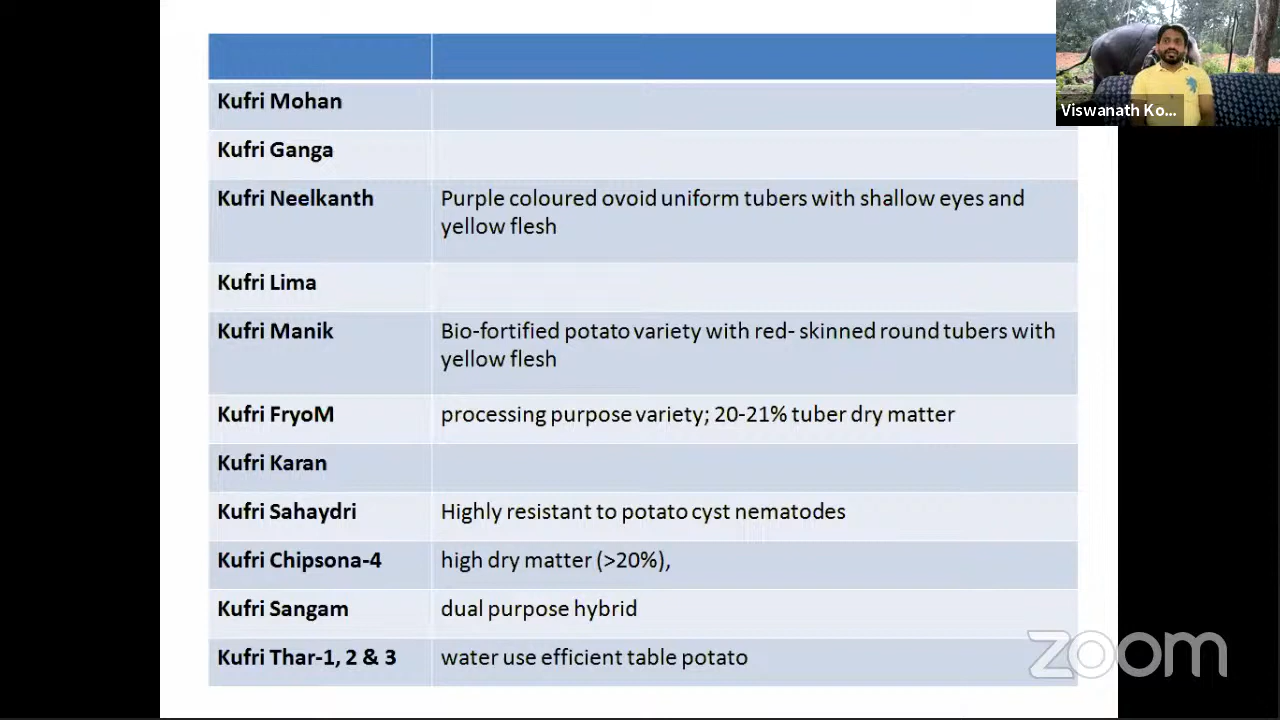 Viswanath Ko...
Kufri Mohan
Kufri Ganga
Kufri Neelkanth
Purple coloured ovoid uniform tubers with shallow eyes and
yellow flesh
Kufri Lima
Kufri Manik
Bio-fortified potato variety with red- skinned round tubers with
yellow flesh
Kufri FryoM
processing purpose variety; 20-21% tuber dry matter
Kufri Karan
Kufri Sahaydri
Highly resistant to potato cyst nematodes
Kufri Chipsona-4
high dry matter (>20%),
Kufri Sangam
dual purpose hybrid
Kufri Thar-1, 2 & 3
water use efficient table potato
zoom